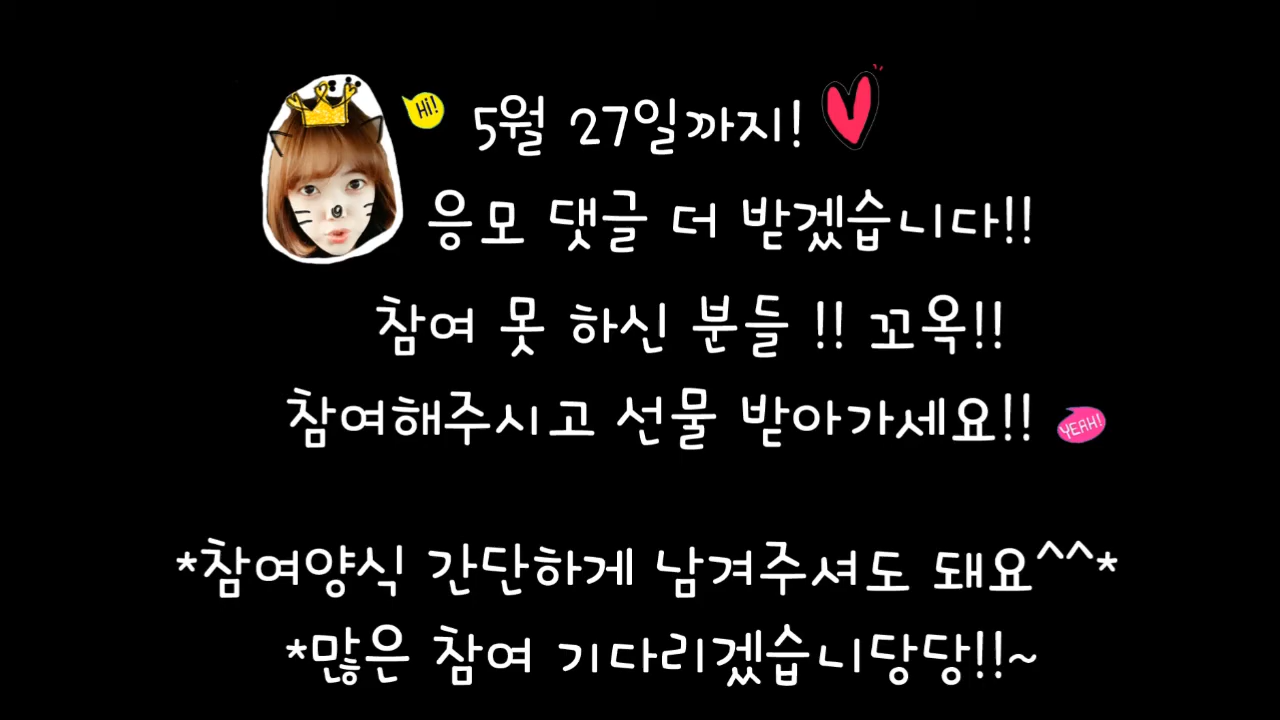 Hi!
5월 27일까지!
응모 댓글 더 받겠습니다!!
참여 못 하신 분들 !! 꼬옥!!
참여해주시고 선물 받아가세요!!
YEAH!
*참여양식 간단하게 남겨주셔도 돼요^^*
*많은 참여 기다리겠습니당당!!~